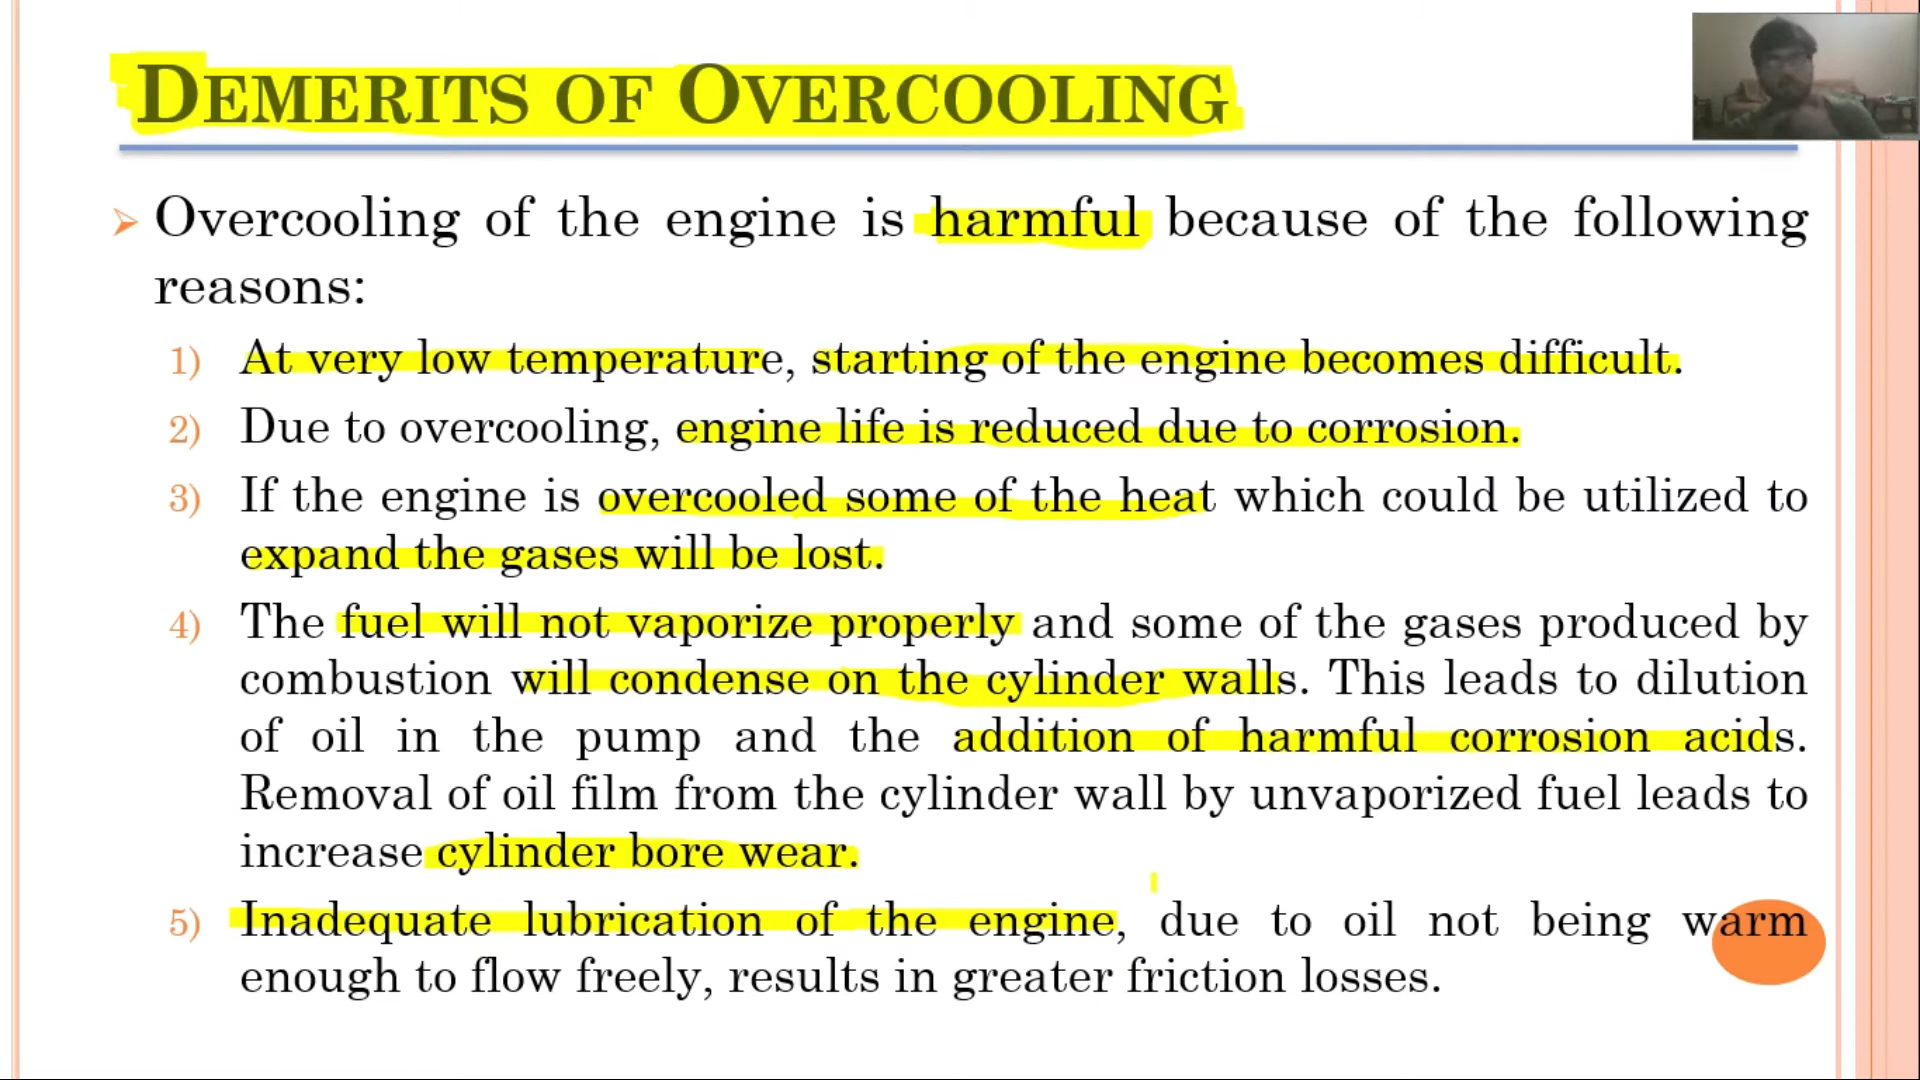 DEMERITS OF OVERCOOLING
➢ Overcooling of the engine is harmful because of the following
reasons:
1) At very low temperature, starting of the engine becomes difficult.
2) Due to overcooling, engine life is reduced due to corrosion.
3) If the engine is overcooled some of the heat which could be utilized to
expand the gases will be lost.
4) The fuel will not vaporize properly and some of the gases produced by
combustion will condense on the cylinder walls. This leads to dilution
of oil in the pump and the addition of harmful corrosion acids.
Removal of oil film from the cylinder wall by unvaporized fuel leads to
increase cylinder bore wear.
5) Inadequate lubrication of the engine, due to oil not being warm
enough to flow freely, results in greater friction losses.